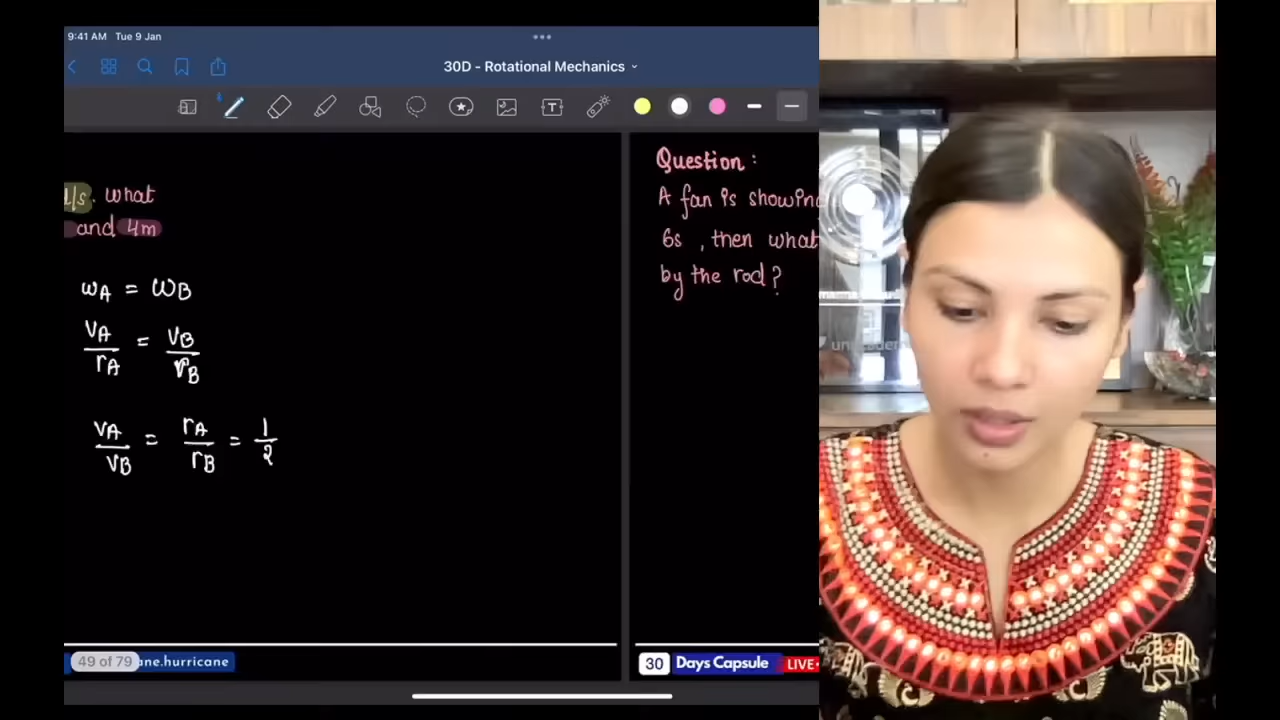 9:41 AM Tue 9 Jan
30D - Rotational Mechanics
/s. what
and 4m
ωA = ωB
vA/rA = vB/rB
vA/vB = rA/rB = 1/2
49 of 79
ane.hurricane
Question:
A fan is showin
6s, then what
by the rod?
30 Days Capsule LIVE